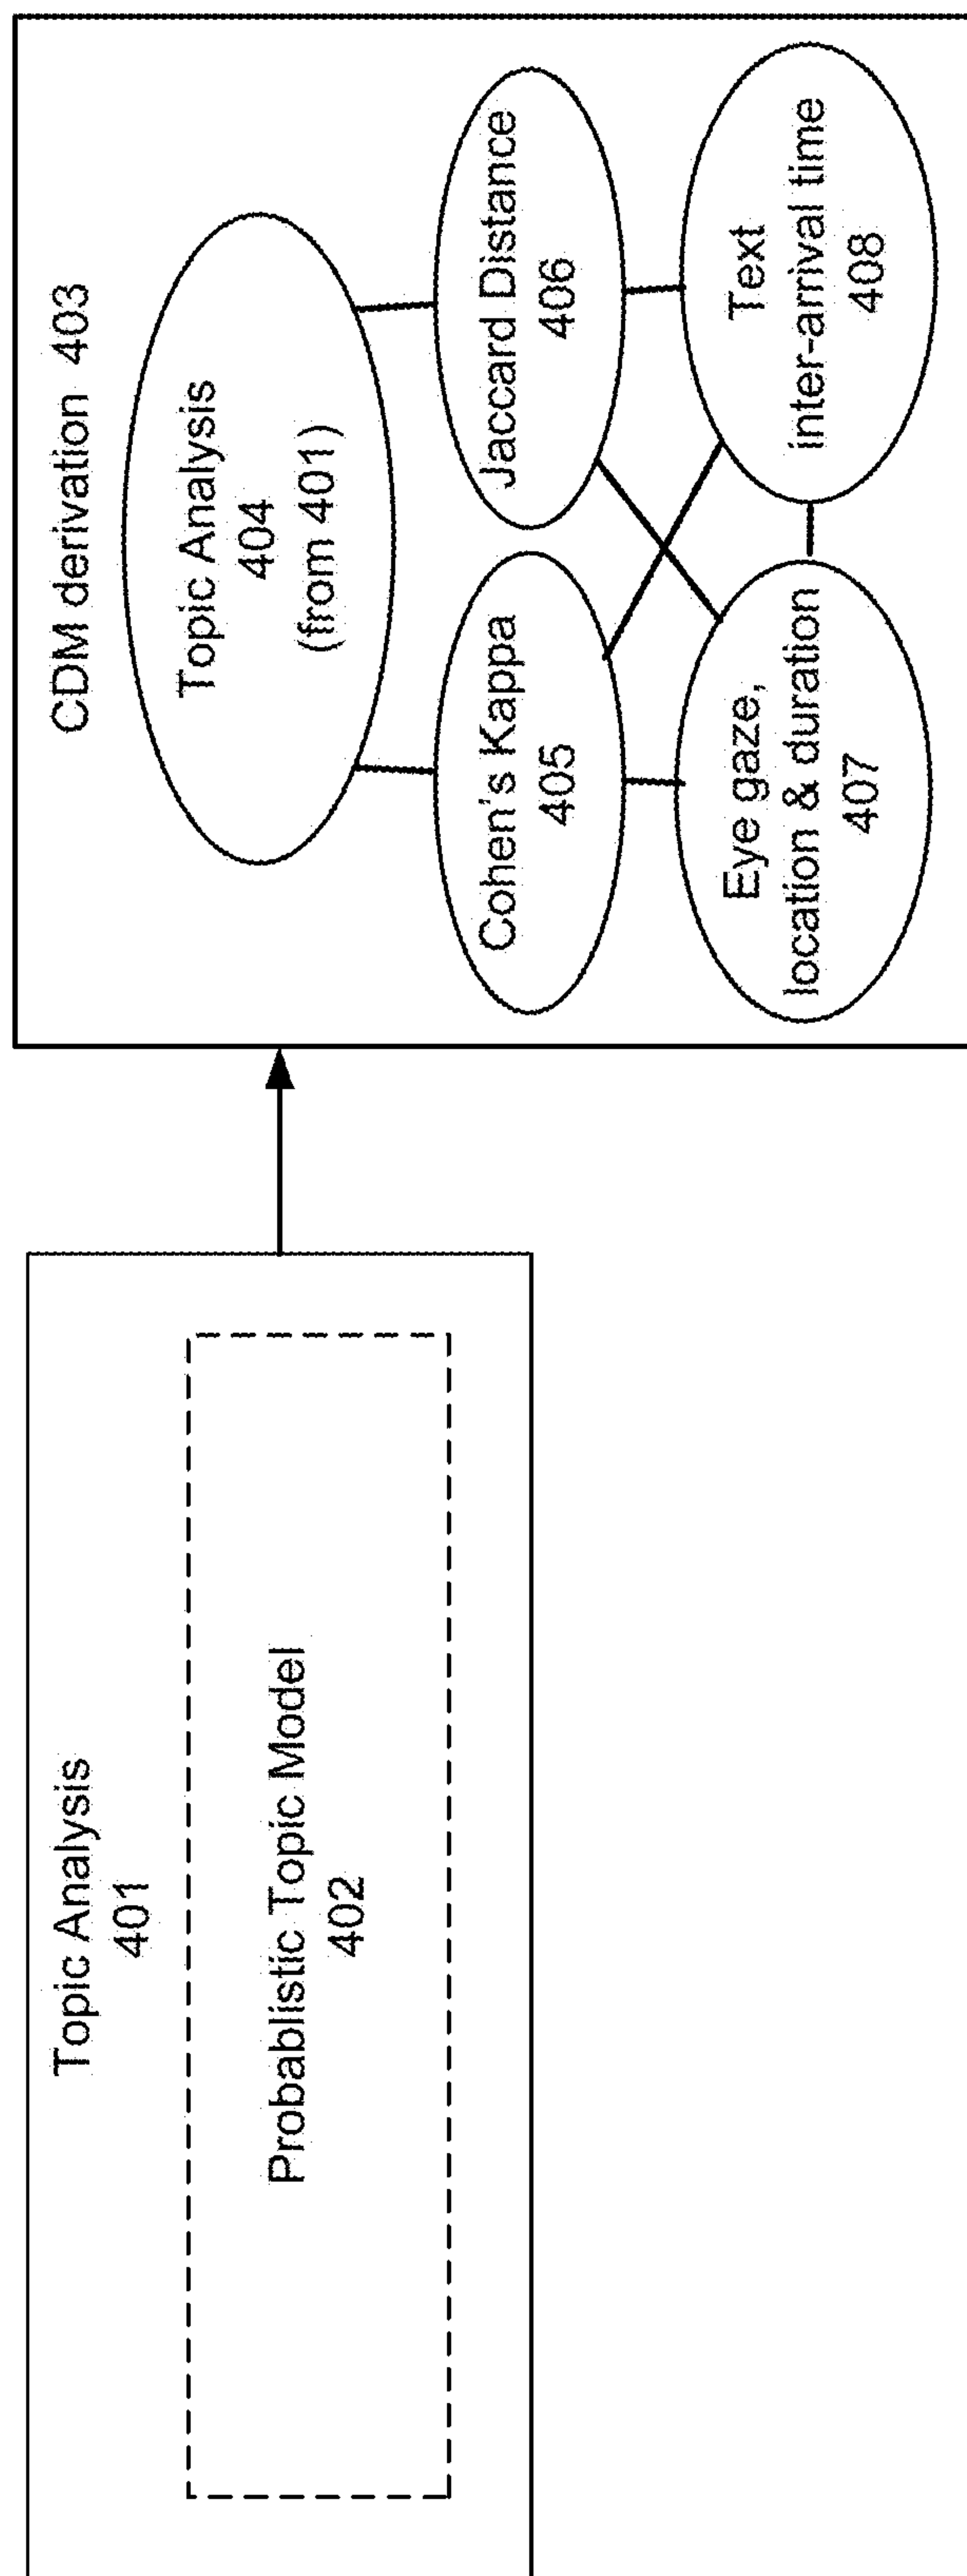 Topic Analysis
401
Probablistic Topic Model
402
CDM derivation 403
Topic Analysis
404
(from 401)
Cohen's Kappa
405
Jaccard Distance
406
Eye gaze,
location & duration
407
Text
inter-arrival time
408